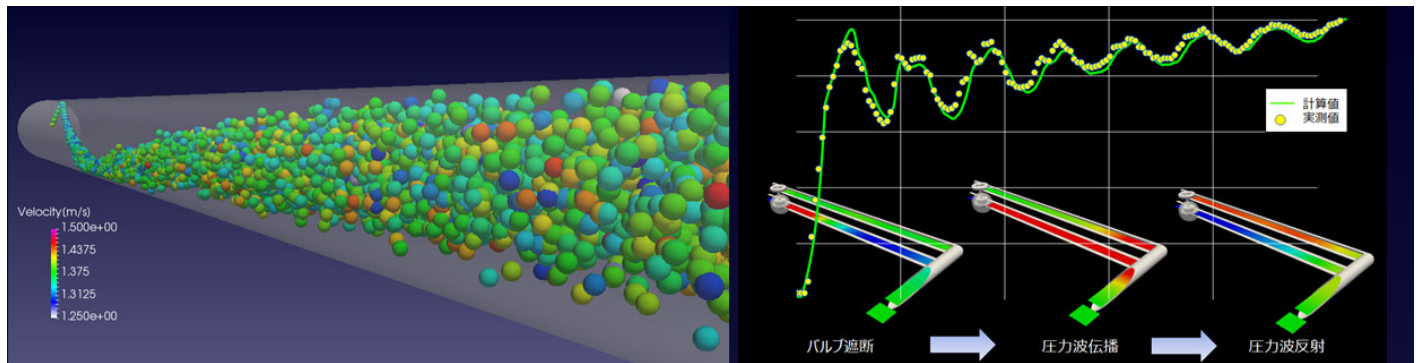 Velocity(m/s)
1.500e+00
1.4375
1.375
1.3125
1.250e+00
計算値
実測値
バルブ遮断
圧力波伝播
圧力波反射